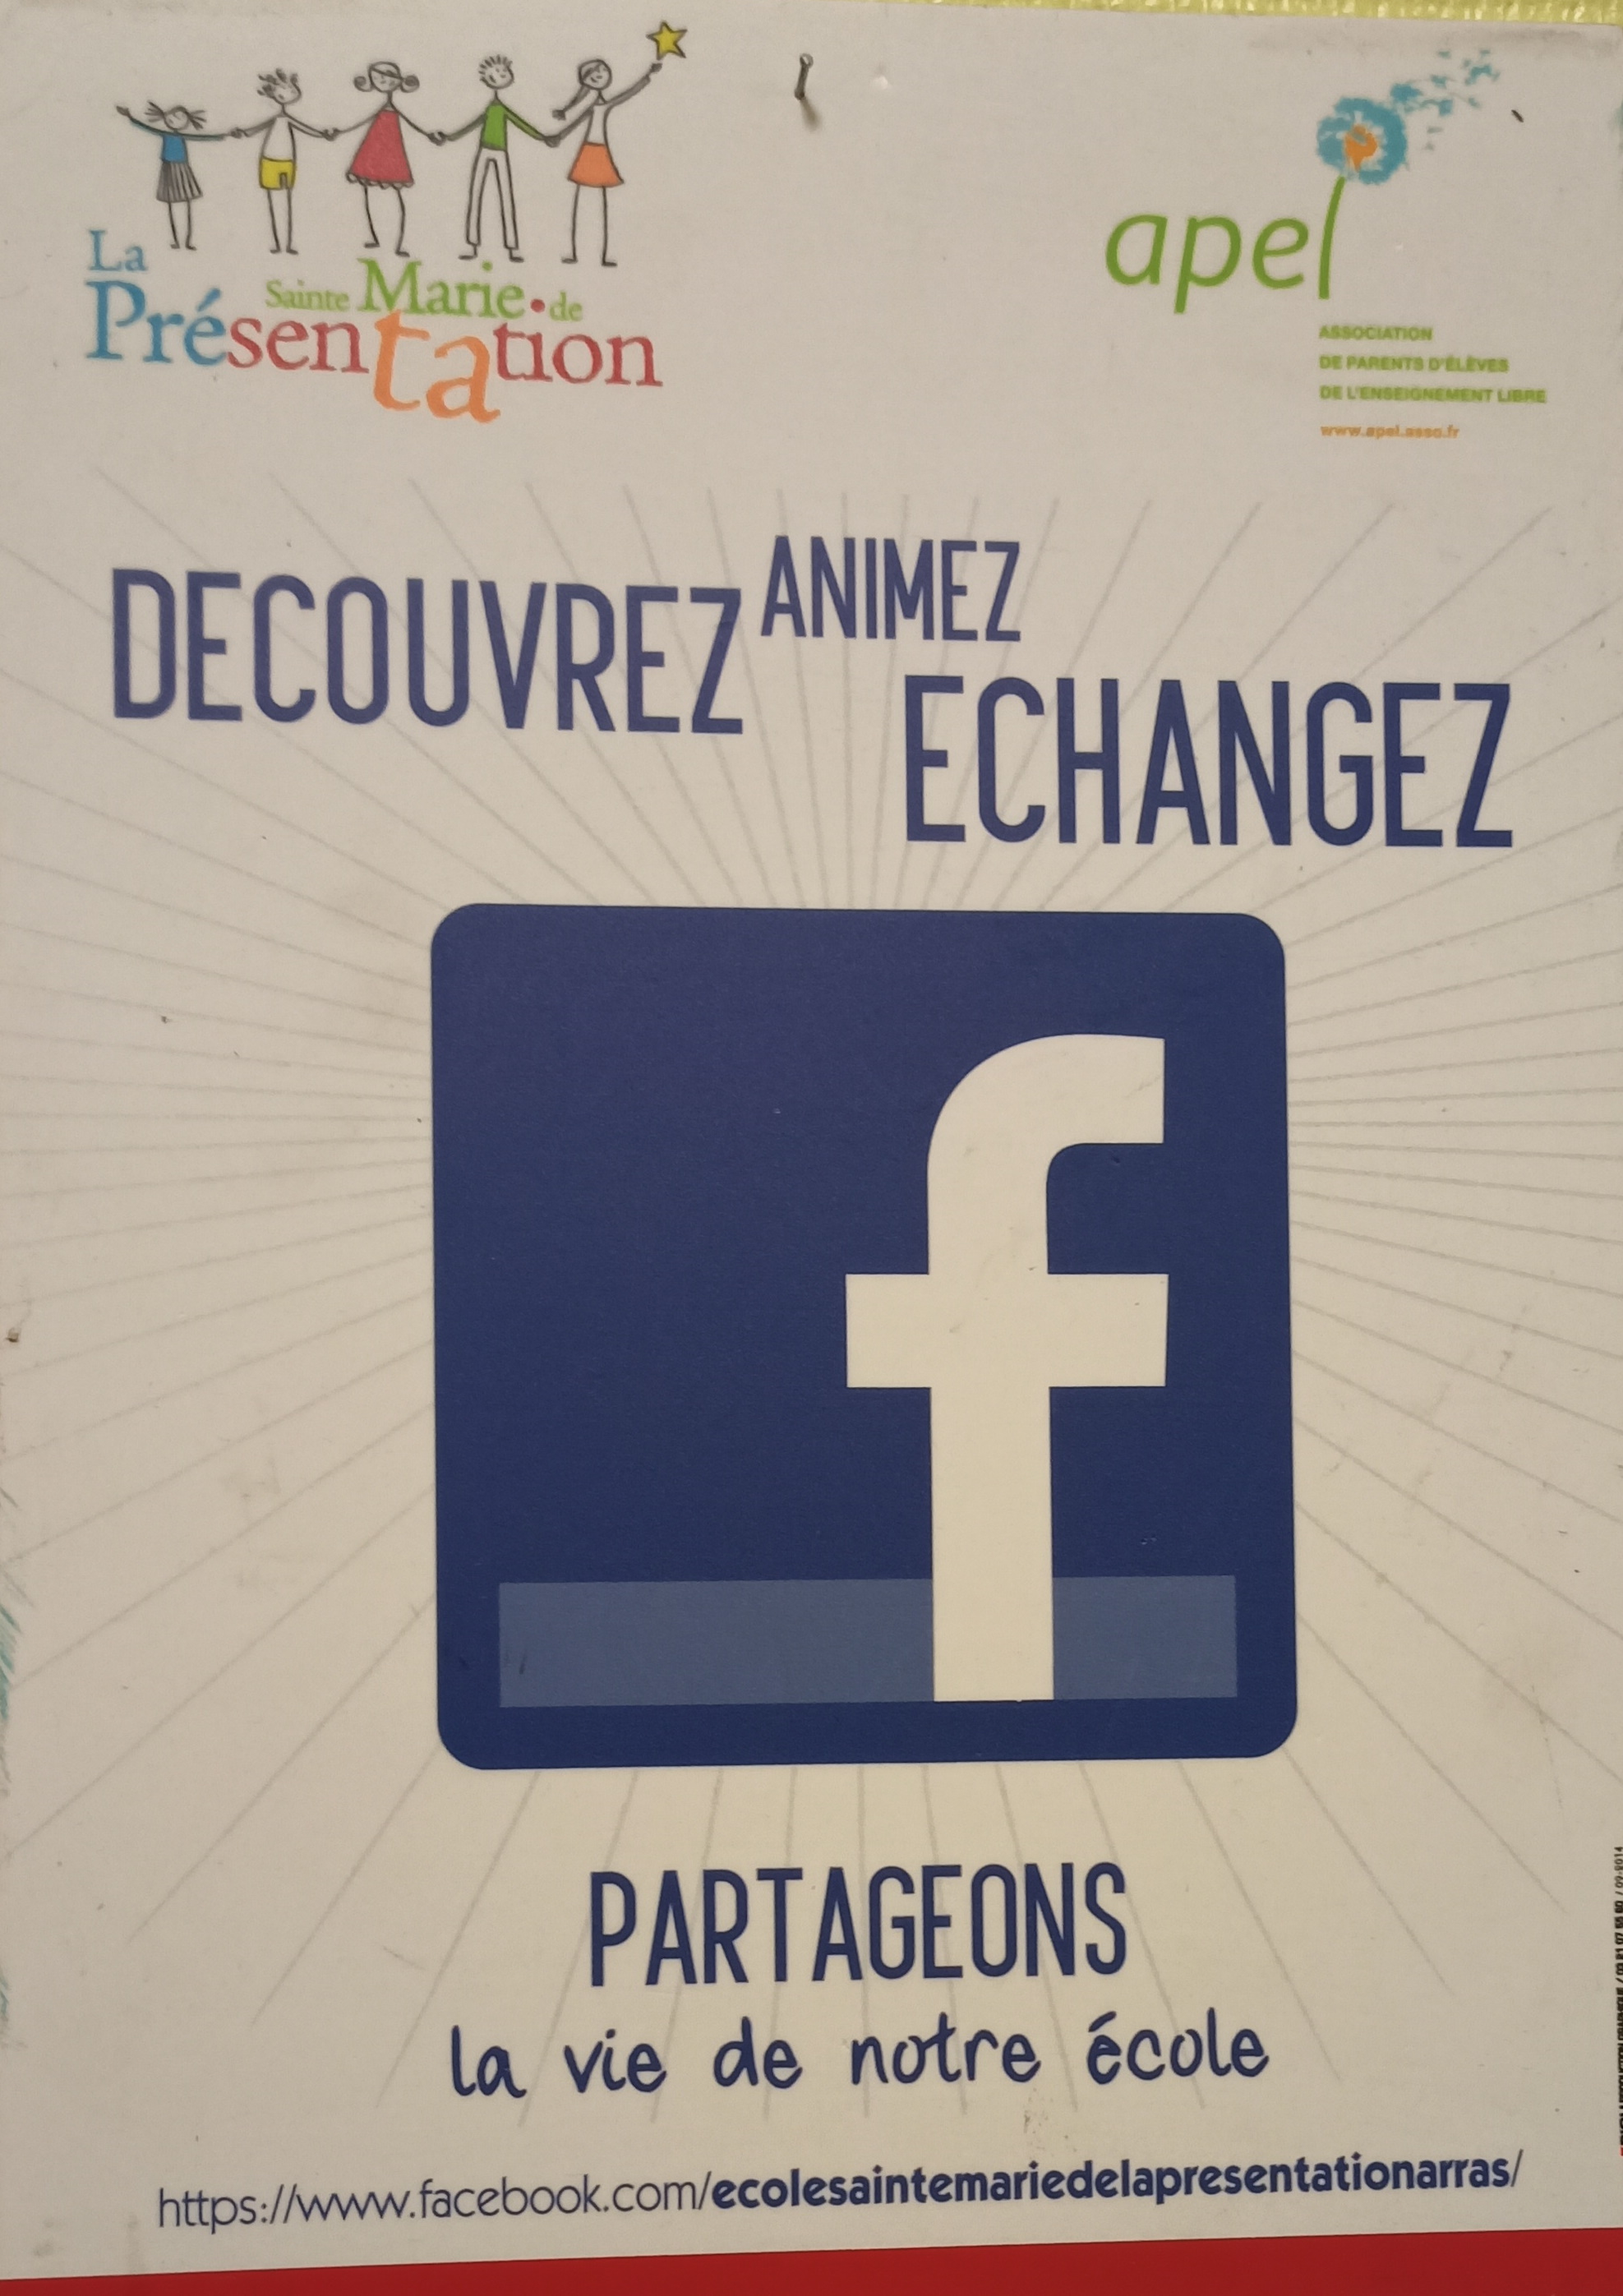 La
Sainte Marie • de
Présentation
apel
ASSOCIATION
DE PARENTS D'ÉLÈVES
DE L'ENSEIGNEMENT LIBRE
www.apel.asso.fr
DECOUVREZ
ANIMEZ
ECHANGEZ
f
PARTAGEONS
la vie de notre école
https://www.facebook.com/ecolesaintemariedelapresentationarras/